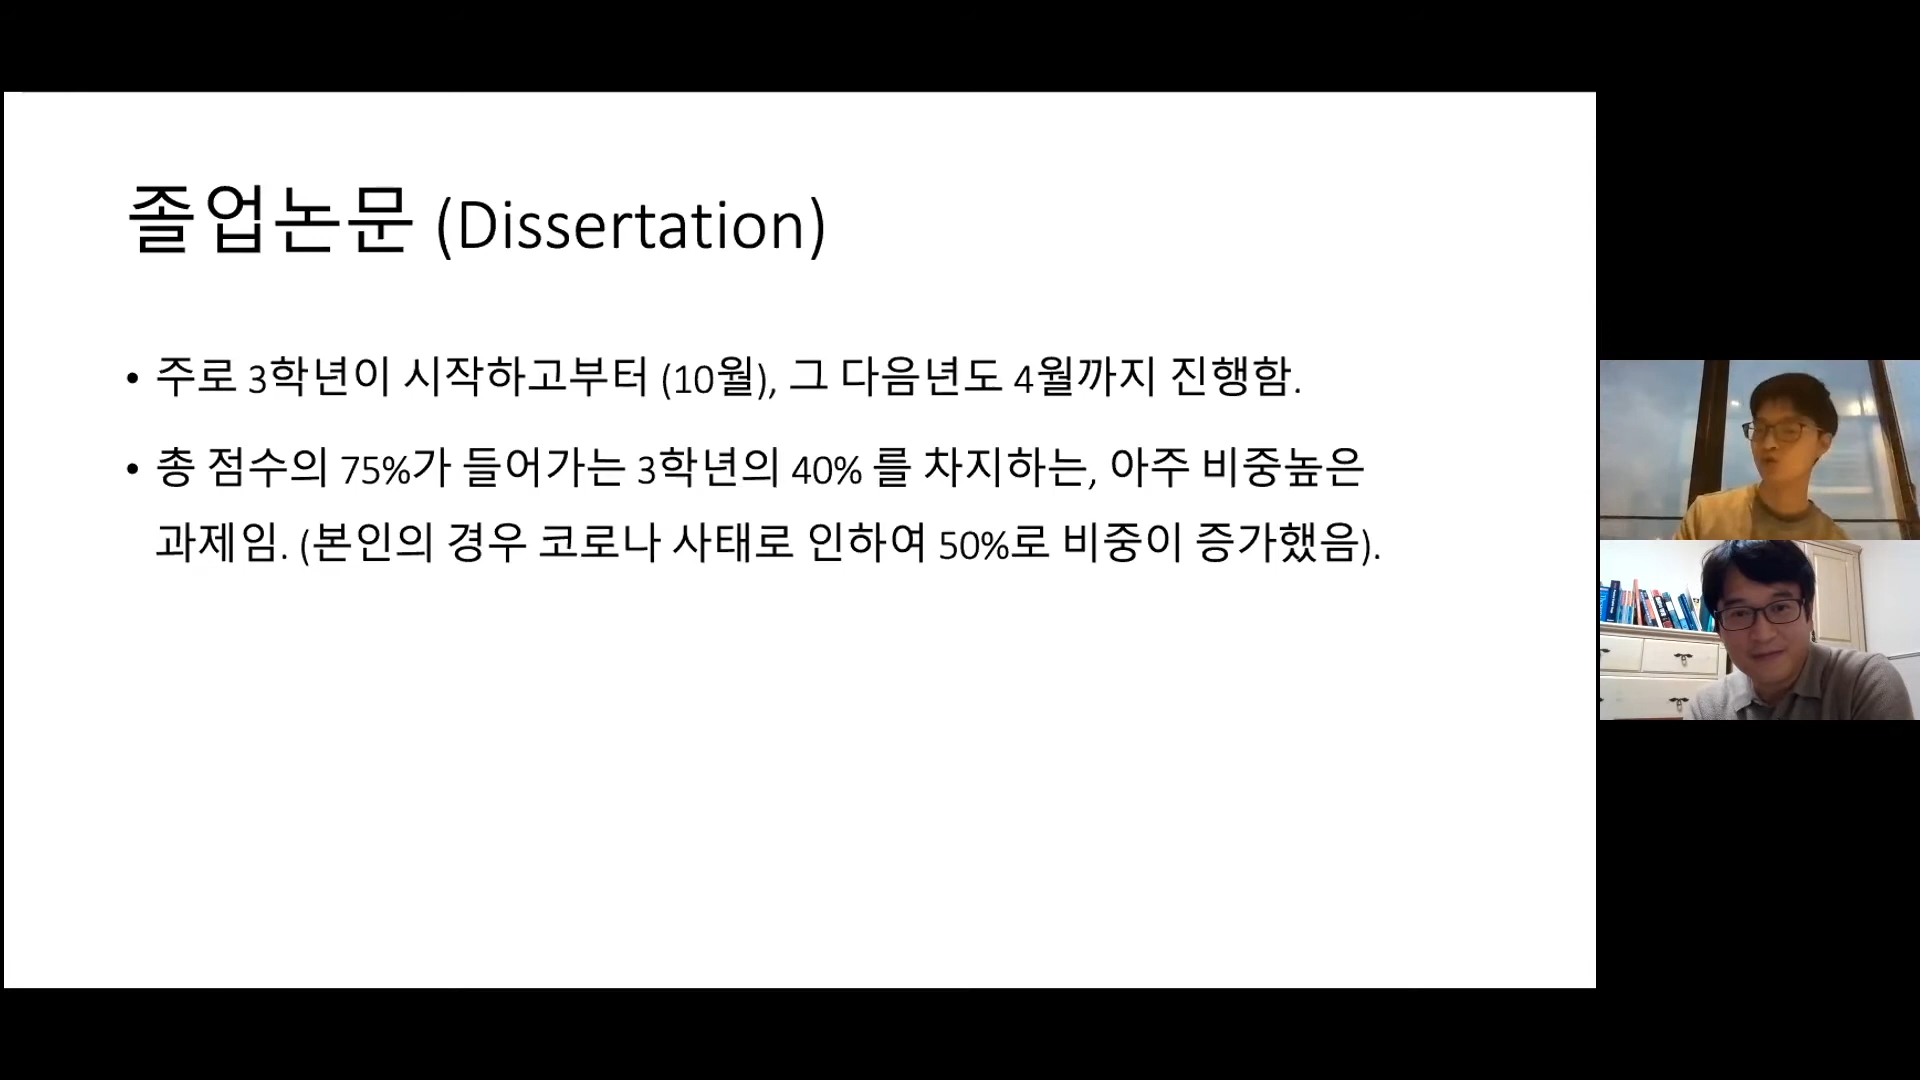 졸업논문 (Dissertation)
• 주로 3학년이 시작하고부터 (10월), 그 다음년도 4월까지 진행함.
• 총 점수의 75%가 들어가는 3학년의 40% 를 차지하는, 아주 비중높은
과제임. (본인의 경우 코로나 사태로 인하여 50%로 비중이 증가했음).